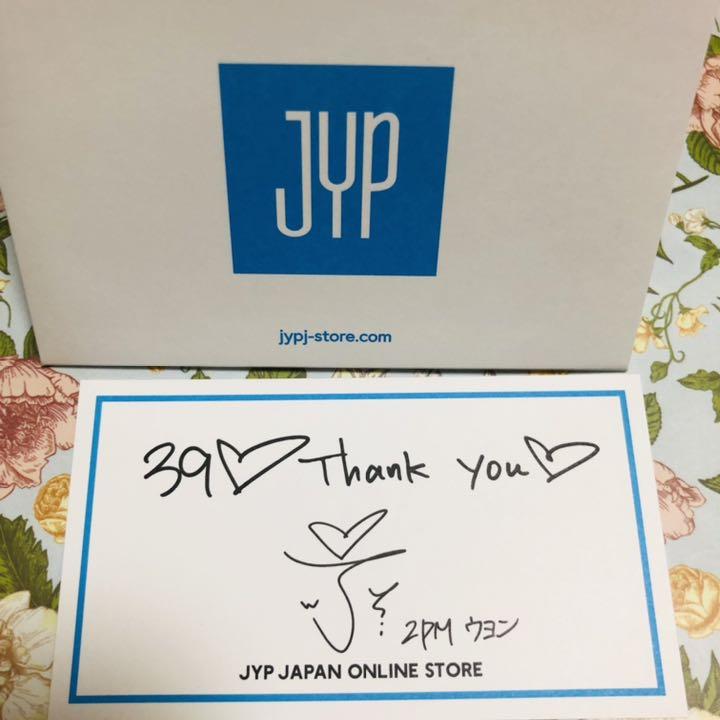 JYP
jypj-store.com
39♡ Thank you♡
2PM ウヨン
JYP JAPAN ONLINE STORE